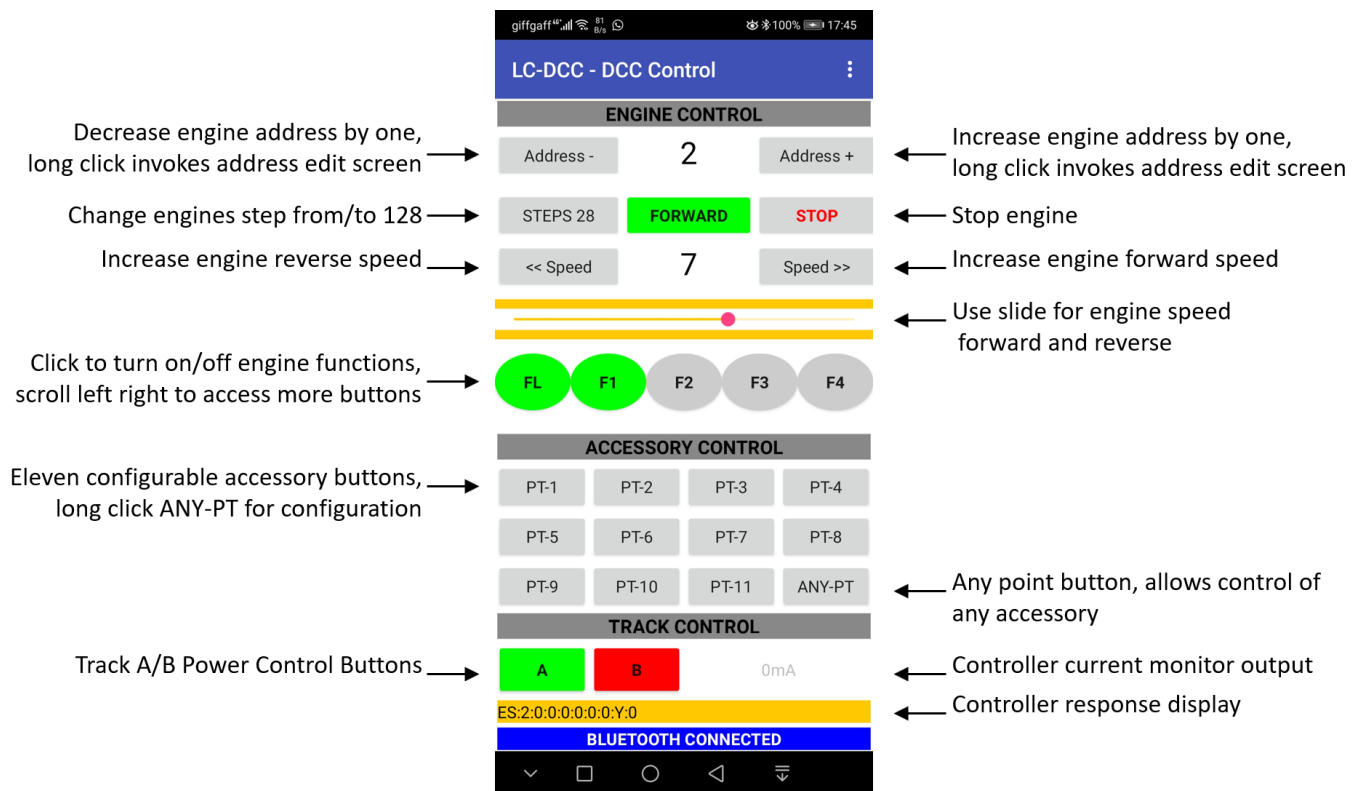 giffgaff 4G+ 81 B/s 100% 17:45
LC-DCC - DCC Control
ENGINE CONTROL
Decrease engine address by one,
long click invokes address edit screen
Address - 2 Address +
Increase engine address by one,
long click invokes address edit screen
Change engines step from/to 128
STEPS 28 FORWARD STOP
Stop engine
Increase engine reverse speed
<< Speed 7 Speed >>
Increase engine forward speed
Use slide for engine speed
forward and reverse
Click to turn on/off engine functions,
scroll left right to access more buttons
FL F1 F2 F3 F4
ACCESSORY CONTROL
Eleven configurable accessory buttons,
long click ANY-PT for configuration
PT-1 PT-2 PT-3 PT-4
PT-5 PT-6 PT-7 PT-8
PT-9 PT-10 PT-11 ANY-PT
Any point button, allows control of
any accessory
TRACK CONTROL
Track A/B Power Control Buttons
A B 0mA
Controller current monitor output
ES:2:0:0:0:0:0:Y:0
Controller response display
BLUETOOTH CONNECTED